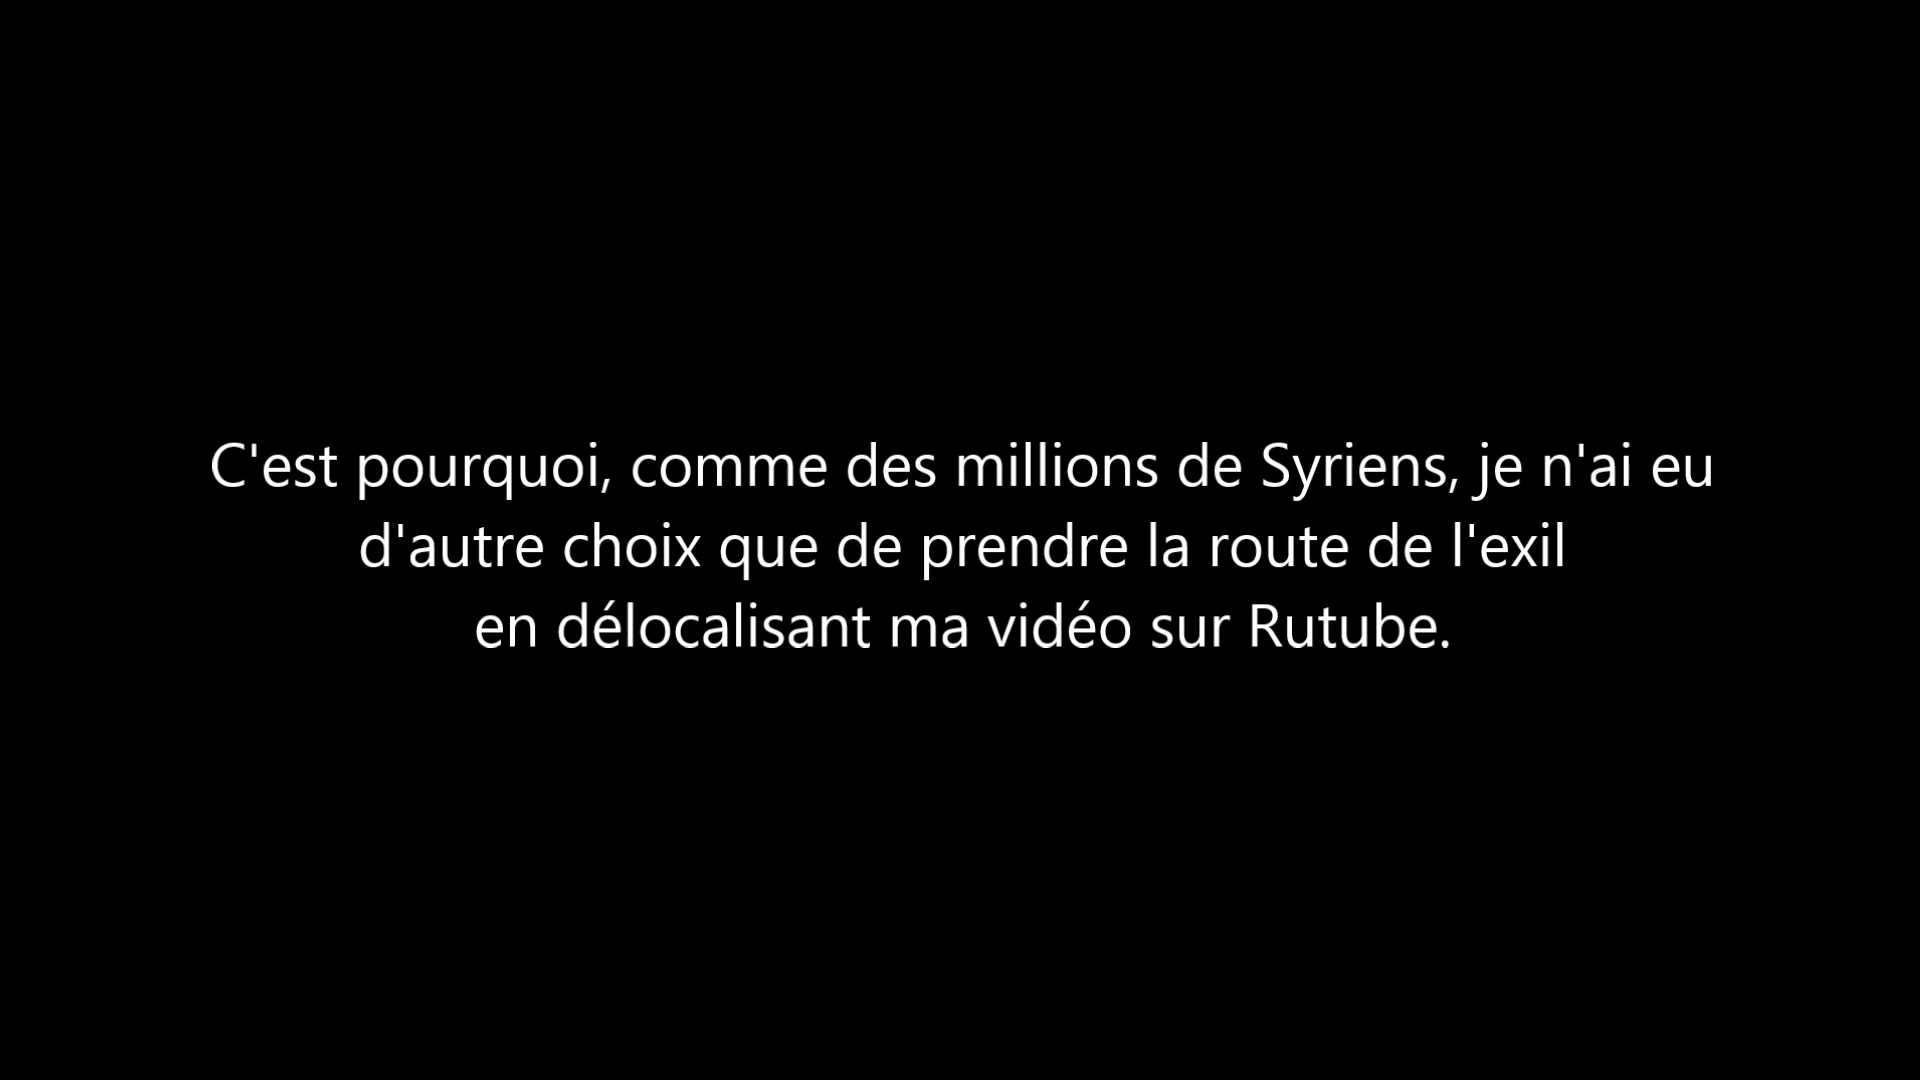 C'est pourquoi, comme des millions de Syriens, je n'ai eu
d'autre choix que de prendre la route de l'exil
en délocalisant ma vidéo sur Rutube.